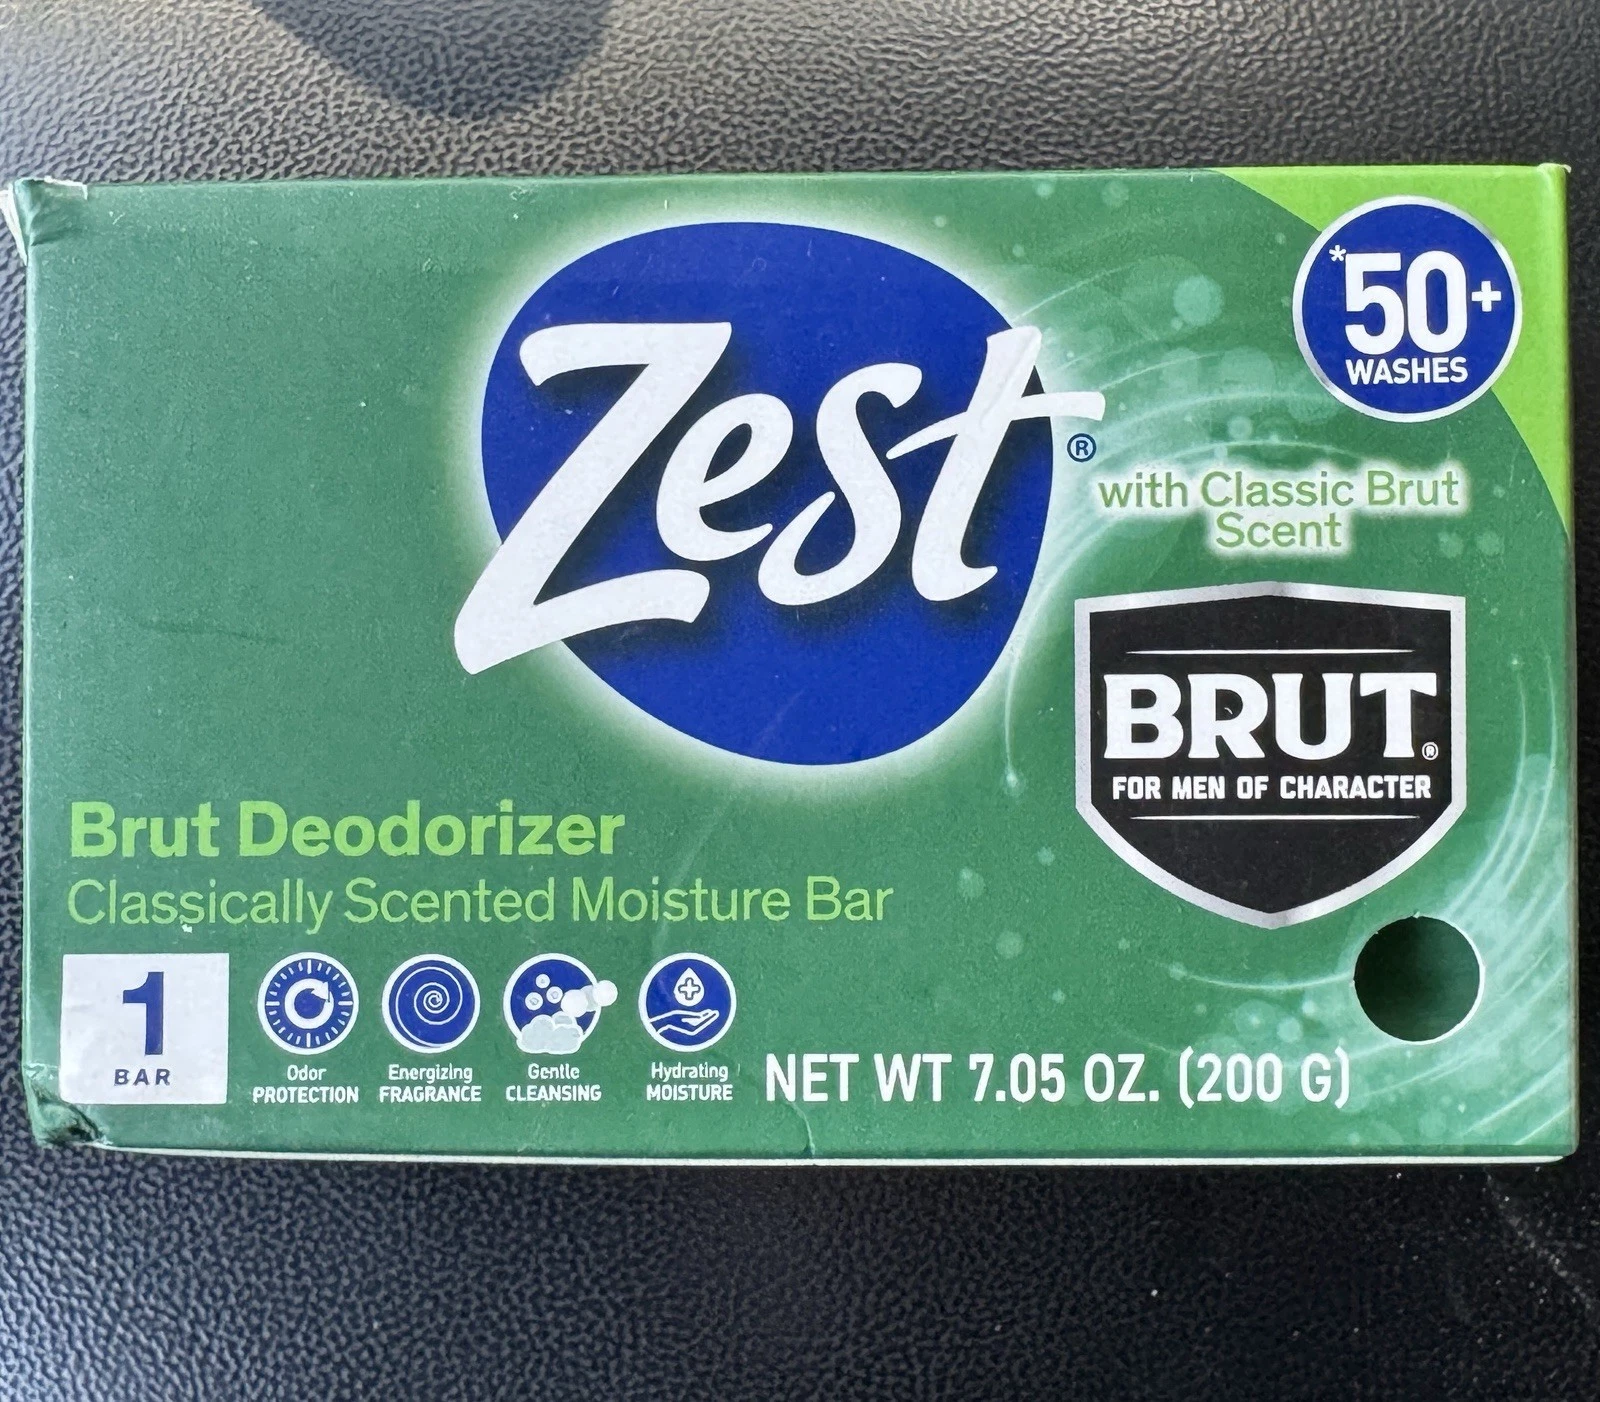 Zest®
*50+
WASHES
with Classic Brut
Scent
BRUT®
FOR MEN OF CHARACTER
Brut Deodorizer
Classically Scented Moisture Bar
1
BAR
Odor
PROTECTION
Energizing
FRAGRANCE
Gentle
CLEANSING
Hydrating
MOISTURE
NET WT 7.05 OZ. (200 G)